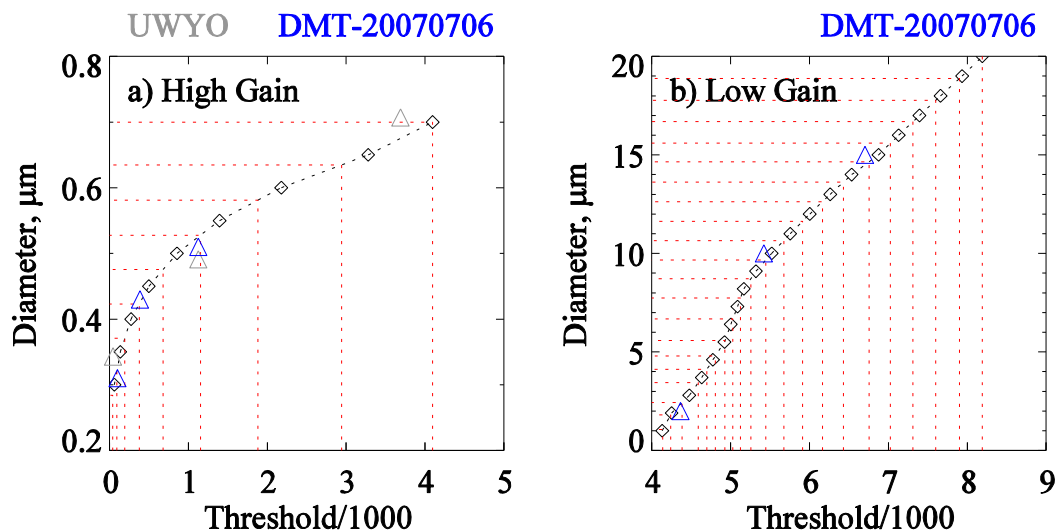 UWYO DMT-20070706
DMT-20070706
a) High Gain
0.8
0.6
0.4
0.2
Diameter, µm
0 1 2 3 4 5
Threshold/1000
b) Low Gain
20
15
10
5
0
Diameter, µm
4 5 6 7 8 9
Threshold/1000